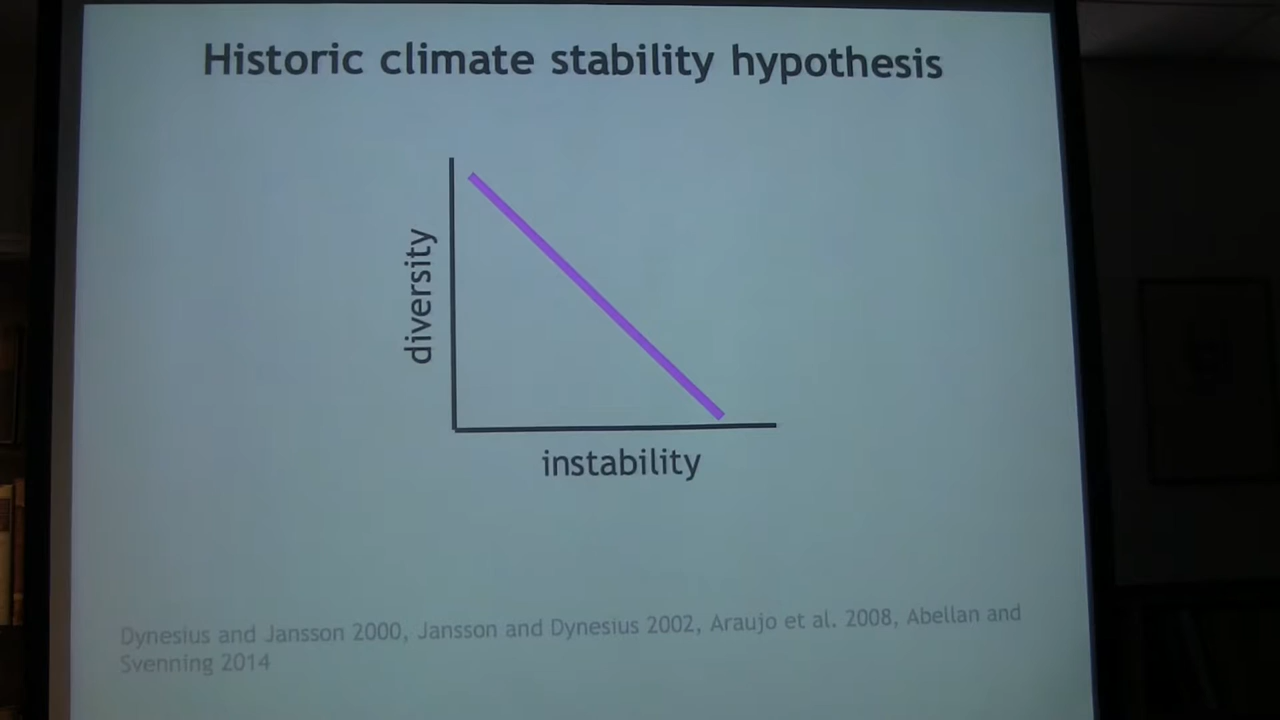 Historic climate stability hypothesis
diversity
instability
Dynesius and Jansson 2000, Jansson and Dynesius 2002, Araujo et al. 2008, Abellan and
Svenning 2014